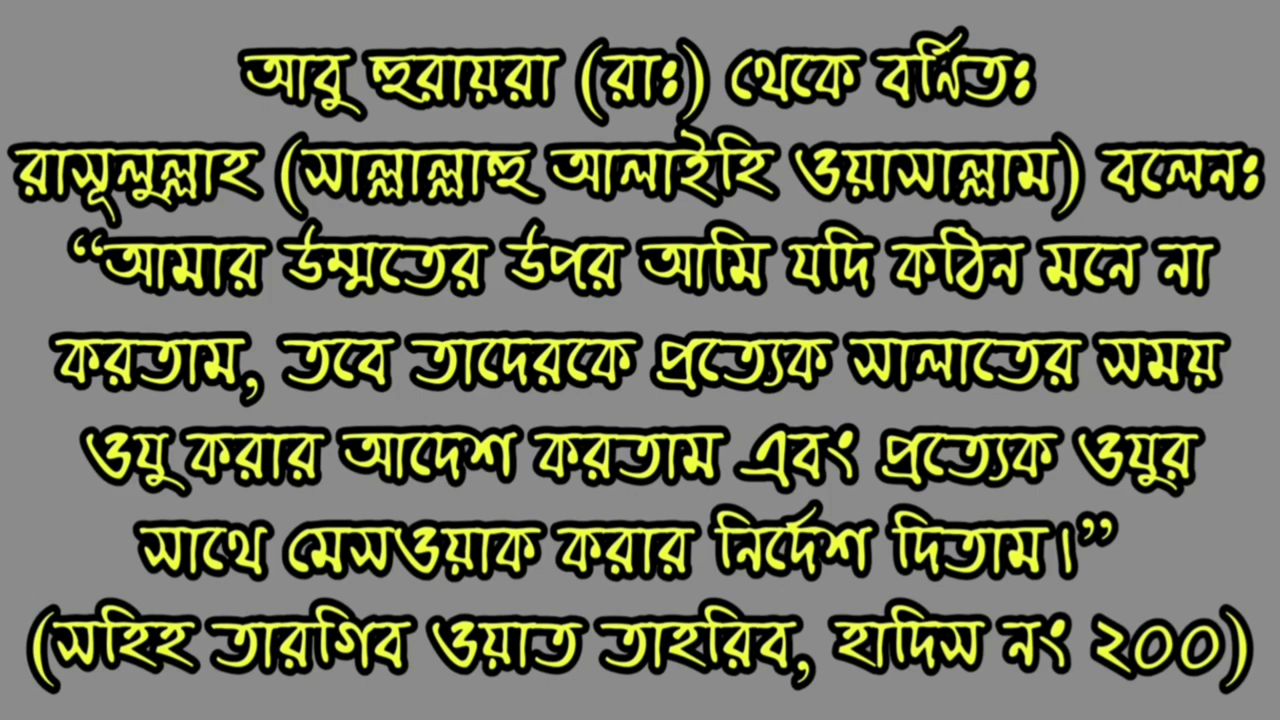 আবু হুরায়রা (রাঃ) থেকে বর্ণিতঃ
রাসূলুল্লাহ (সাল্লাল্লাহু আলাইহি ওয়াসাল্লাম) বলেনঃ
“আমার উম্মতের উপর আমি যদি কঠিন মনে না
করতাম, তবে তাদেরকে প্রত্যেক সালাতের সময়
ওযু করার আদেশ করতাম এবং প্রত্যেক ওযুর
সাথে মেসওয়াক করার নির্দেশ দিতাম।”
(সহিহ তারগিব ওয়াত তাহরিব, হাদিস নং ২০০)